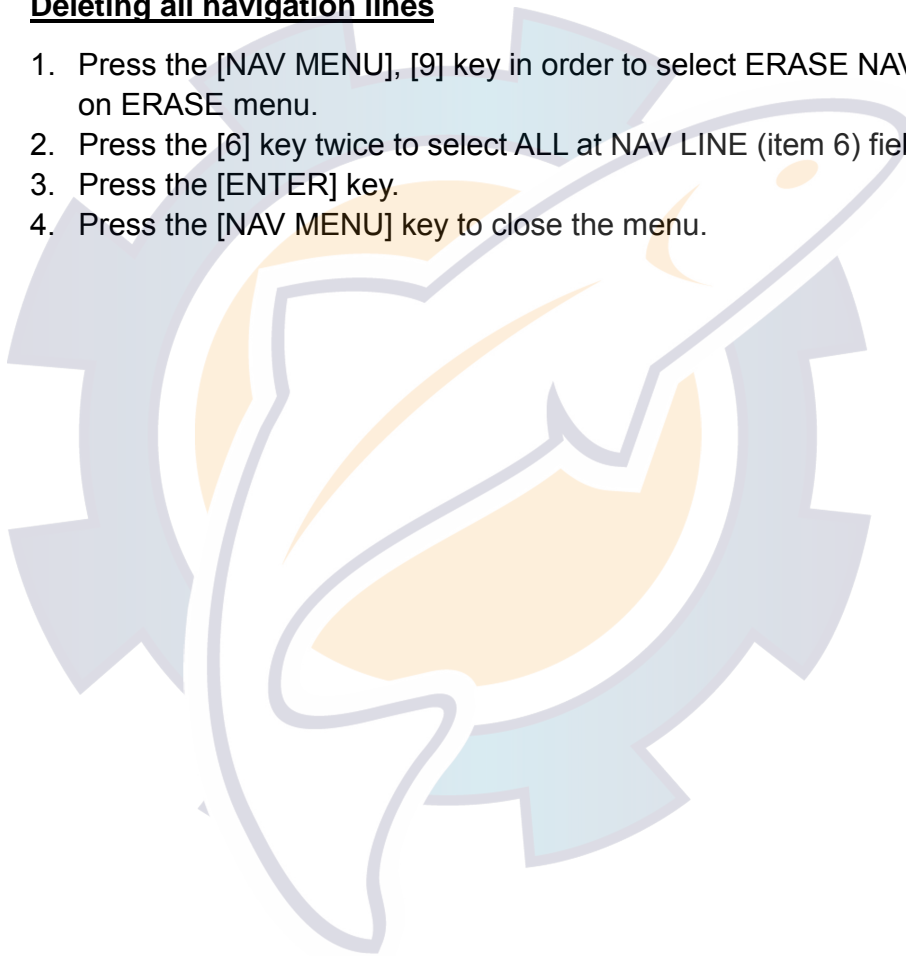 Deleting all navigation lines
1. Press the [NAV MENU], [9] key in order to select ERASE NAV
on ERASE menu.
2. Press the [6] key twice to select ALL at NAV LINE (item 6)
3. Press the [ENTER] key.
4. Press the [NAV MENU] key to close the menu.